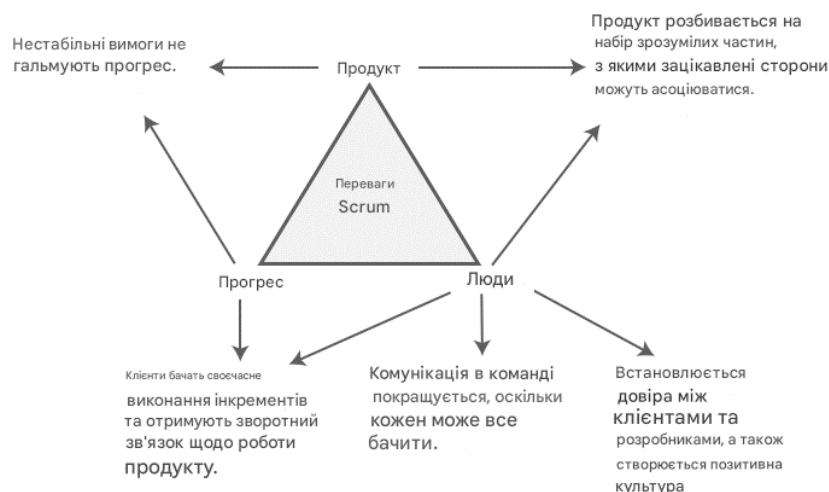 Нестабільні вимоги не
гальмують прогрес.
Продукт
Продукт розбивається на
набір зрозумілих частин,
з якими зацікавлені сторони
можуть асоціюватися.
Переваги
Scrum
Прогрес
Люди
Клієнти бачать своєчасне
виконання інкрементів
та отримують зворотний
зв'язок щодо роботи
продукту.
Комунікація в команді
покращується, оскільки
кожен може все
бачити.
Встановлюється
довіра між
клієнтами та
розробниками, а також
створюється позитивна
культура